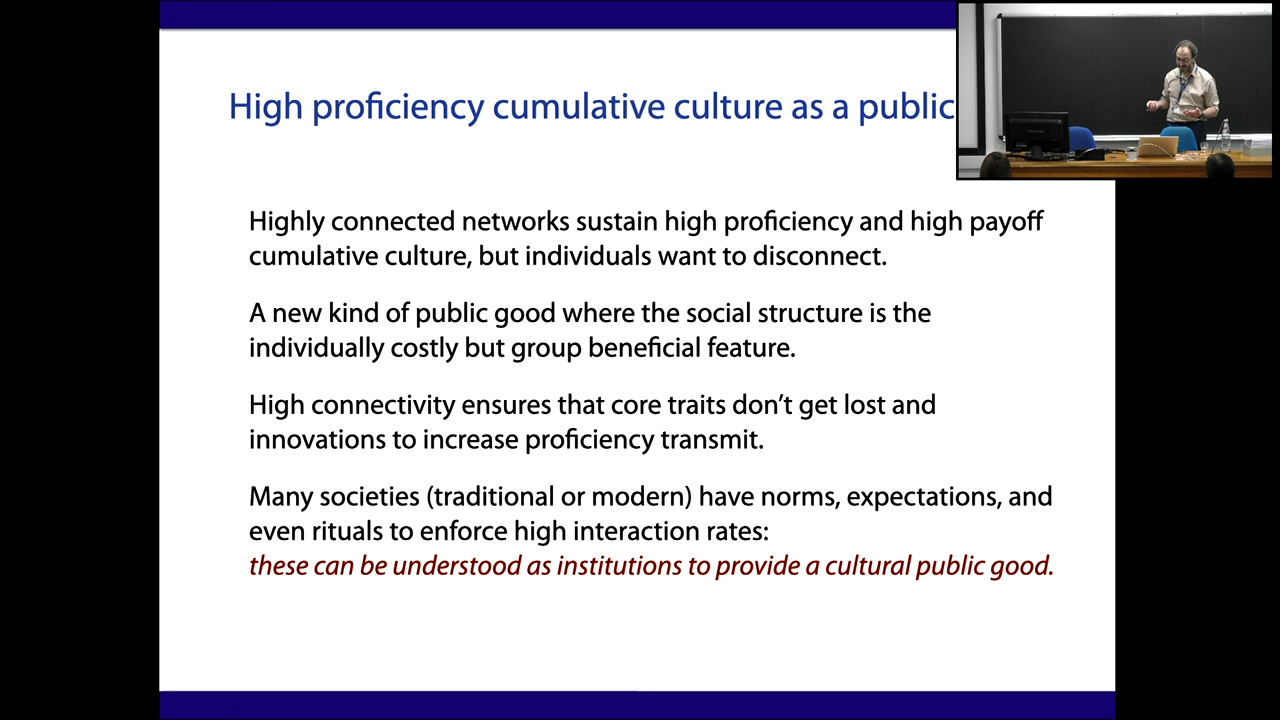 High proficiency cumulative culture as a public
Highly connected networks sustain high proficiency and high payoff
cumulative culture, but individuals want to disconnect.
A new kind of public good where the social structure is the
individually costly but group beneficial feature.
High connectivity ensures that core traits don’t get lost and
innovations to increase proficiency transmit.
Many societies (traditional or modern) have norms, expectations, and
even rituals to enforce high interaction rates:
these can be understood as institutions to provide a cultural public good.